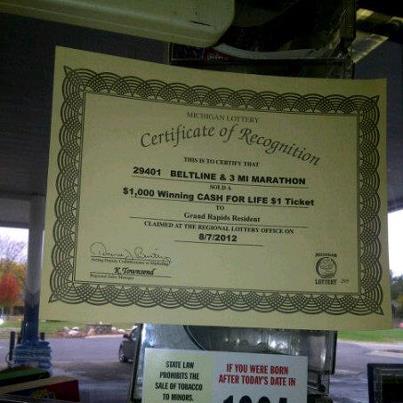 MICHIGAN LOTTERY
Certificate of Recognition
THIS IS TO CERTIFY THAT
29401 BELTLINE & 3 MI MARATHON
SOLD A
$1,000 Winning CASH FOR LIFE $1 Ticket
TO
Grand Rapids Resident
CLAIMED AT THE REGIONAL LOTTERY OFFICE ON
8/7/2012
K. Townsend
Regional Sales Manager
MICHIGAN
LOTTERY
STATE LAW
PROHIBITS THE
SALE OF TOBACCO
TO MINORS.
IF YOU WERE BORN
AFTER TODAY'S DATE IN